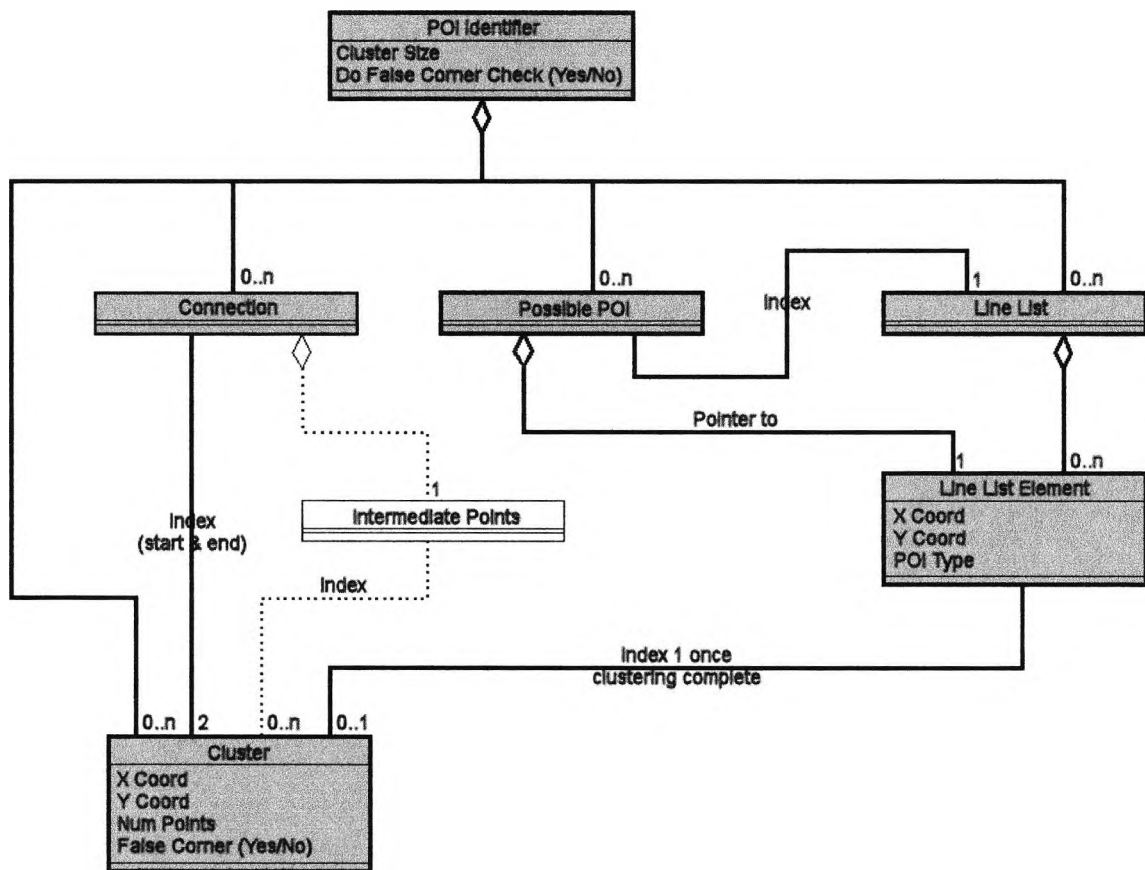 POI Identifier
Cluster Size
Do False Corner Check (Yes/No)
0..n
0..n
1
0..n
Connection
Possible POI
Index
Line List
Pointer to
1
0..n
1
Intermediate Points
Line List Element
X Coord
Y Coord
POI Type
Index
(start & end)
Index
Index 1 once
clustering complete
0..n
2
0..n
0..1
Cluster
X Coord
Y Coord
Num Points
False Corner (Yes/No)